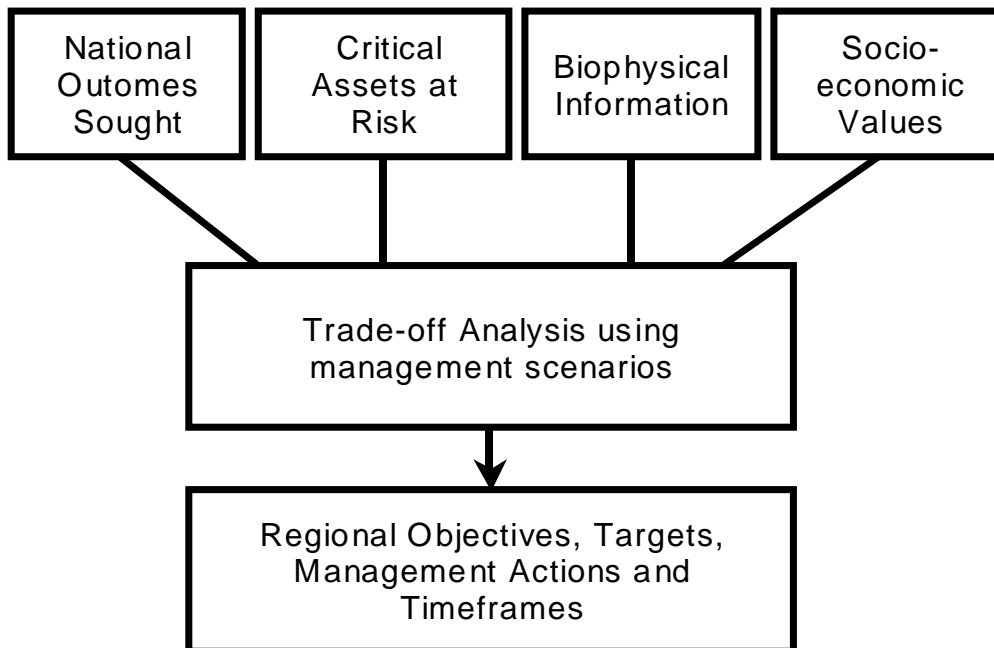 National
Outomes
Sought
Critical
Assets at
Risk
Biophysical
Information
Socio-
economic
Values
Trade-off Analysis using
management scenarios
Regional Objectives, Targets,
Management Actions and
Timeframes